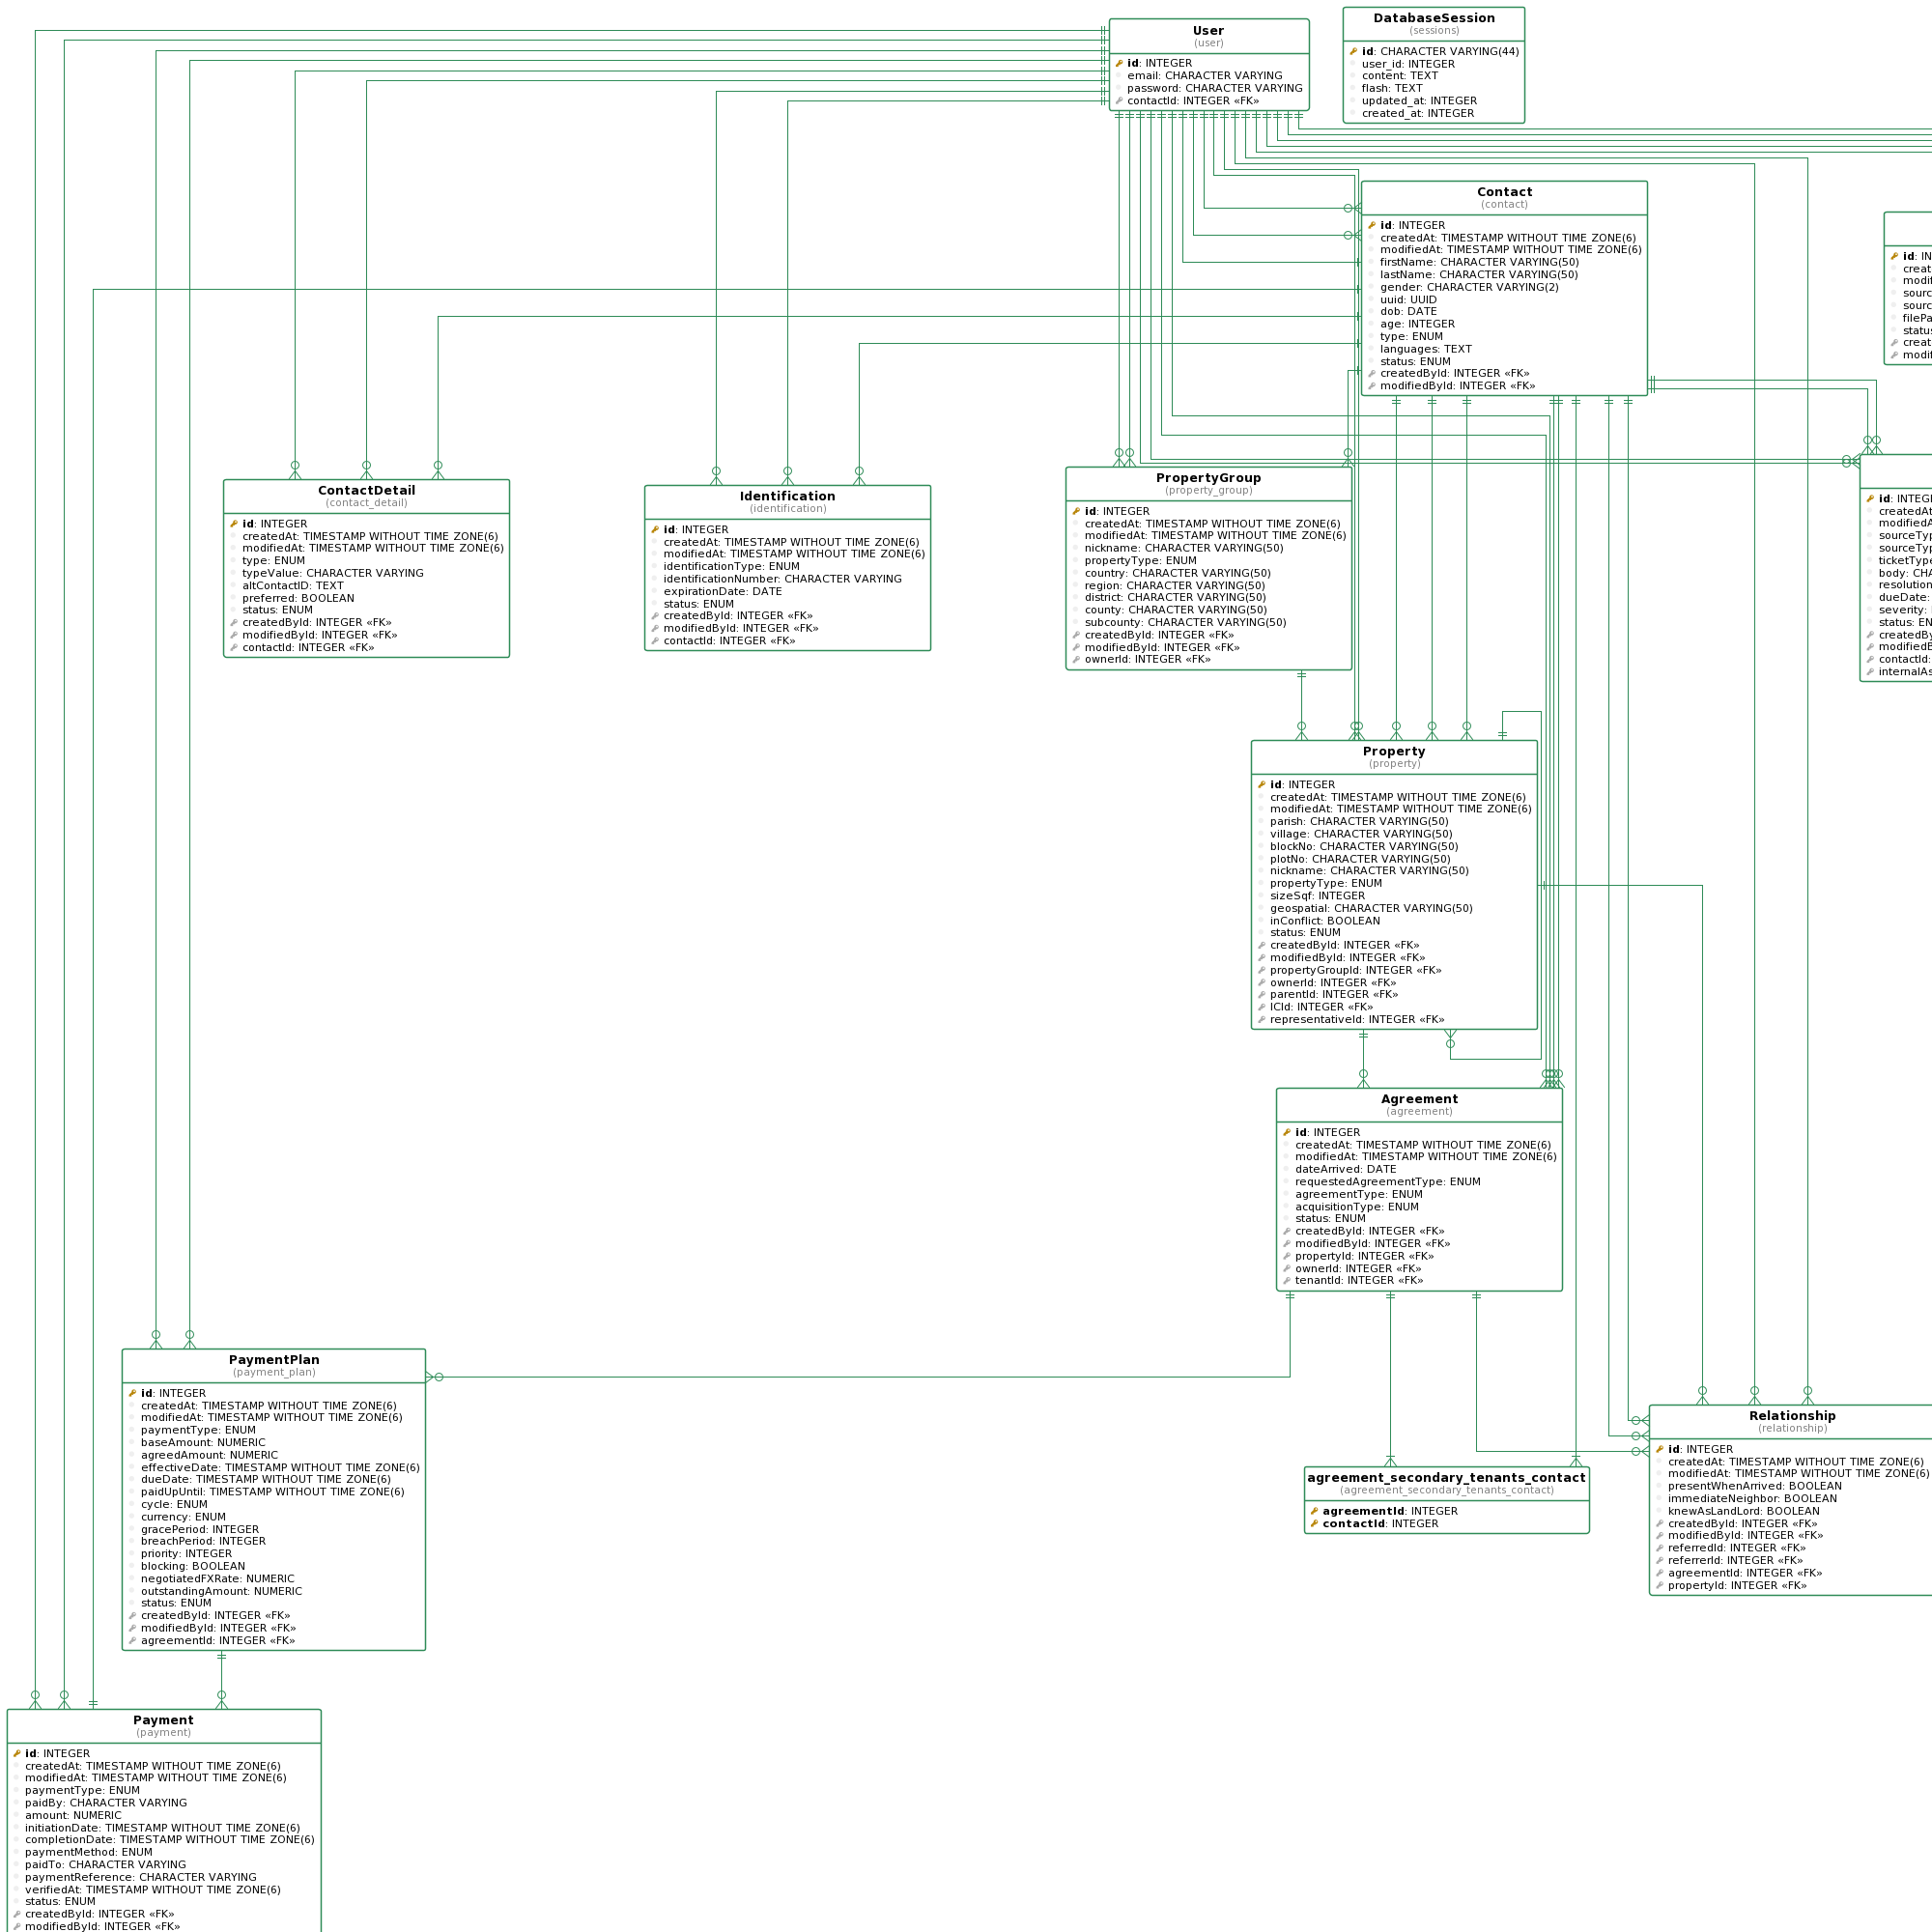 User
(user)
id: INTEGER
email: CHARACTER VARYING
password: CHARACTER VARYING
contactId: INTEGER «FK»
DatabaseSession
(sessions)
id: CHARACTER VARYING(44)
user_id: INTEGER
content: TEXT
flash: TEXT
updated_at: INTEGER
created_at: INTEGER
Contact
(contact)
id: INTEGER
createdAt: TIMESTAMP WITHOUT TIME ZONE(6)
modifiedAt: TIMESTAMP WITHOUT TIME ZONE(6)
firstName: CHARACTER VARYING(50)
lastName: CHARACTER VARYING(50)
gender: CHARACTER VARYING(2)
uuid: UUID
dob: DATE
age: INTEGER
type: ENUM
languages: TEXT
status: ENUM
createdById: INTEGER «FK»
modifiedById: INTEGER «FK»
id: IN
creat
modif
sourc
sourc
filePa
status
creat
modif
ContactDetail
(contact_detail)
id: INTEGER
createdAt: TIMESTAMP WITHOUT TIME ZONE(6)
modifiedAt: TIMESTAMP WITHOUT TIME ZONE(6)
type: ENUM
typeValue: CHARACTER VARYING
altContactID: TEXT
preferred: BOOLEAN
status: ENUM
createdById: INTEGER «FK»
modifiedById: INTEGER «FK»
contactId: INTEGER «FK»
Identification
(identification)
id: INTEGER
createdAt: TIMESTAMP WITHOUT TIME ZONE(6)
modifiedAt: TIMESTAMP WITHOUT TIME ZONE(6)
identificationType: ENUM
identificationNumber: CHARACTER VARYING
expirationDate: DATE
status: ENUM
createdById: INTEGER «FK»
modifiedById: INTEGER «FK»
contactId: INTEGER «FK»
PropertyGroup
(property_group)
id: INTEGER
createdAt: TIMESTAMP WITHOUT TIME ZONE(6)
modifiedAt: TIMESTAMP WITHOUT TIME ZONE(6)
nickname: CHARACTER VARYING(50)
propertyType: ENUM
country: CHARACTER VARYING(50)
region: CHARACTER VARYING(50)
district: CHARACTER VARYING(50)
county: CHARACTER VARYING(50)
subcounty: CHARACTER VARYING(50)
createdById: INTEGER «FK»
modifiedById: INTEGER «FK»
ownerId: INTEGER «FK»
id: INTEG
createdAt
modifiedA
sourceTyp
sourceTyp
ticketType
body: CHA
resolution
dueDate:
severity:
status: EN
createdBy
modifiedB
contactId:
internalAs
Property
(property)
id: INTEGER
createdAt: TIMESTAMP WITHOUT TIME ZONE(6)
modifiedAt: TIMESTAMP WITHOUT TIME ZONE(6)
parish: CHARACTER VARYING(50)
village: CHARACTER VARYING(50)
blockNo: CHARACTER VARYING(50)
plotNo: CHARACTER VARYING(50)
nickname: CHARACTER VARYING(50)
propertyType: ENUM
sizeSqf: INTEGER
geospatial: CHARACTER VARYING(50)
inConflict: BOOLEAN
status: ENUM
createdById: INTEGER «FK»
modifiedById: INTEGER «FK»
propertyGroupId: INTEGER «FK»
ownerId: INTEGER «FK»
parentId: INTEGER «FK»
lCId: INTEGER «FK»
representativeId: INTEGER «FK»
Agreement
(agreement)
id: INTEGER
createdAt: TIMESTAMP WITHOUT TIME ZONE(6)
modifiedAt: TIMESTAMP WITHOUT TIME ZONE(6)
dateArrived: DATE
requestedAgreementType: ENUM
agreementType: ENUM
acquisitionType: ENUM
status: ENUM
createdById: INTEGER «FK»
modifiedById: INTEGER «FK»
propertyId: INTEGER «FK»
ownerId: INTEGER «FK»
tenantId: INTEGER «FK»
PaymentPlan
(payment_plan)
id: INTEGER
createdAt: TIMESTAMP WITHOUT TIME ZONE(6)
modifiedAt: TIMESTAMP WITHOUT TIME ZONE(6)
paymentType: ENUM
baseAmount: NUMERIC
agreedAmount: NUMERIC
effectiveDate: TIMESTAMP WITHOUT TIME ZONE(6)
dueDate: TIMESTAMP WITHOUT TIME ZONE(6)
paidUpUntil: TIMESTAMP WITHOUT TIME ZONE(6)
cycle: ENUM
currency: ENUM
gracePeriod: INTEGER
breachPeriod: INTEGER
priority: INTEGER
blocking: BOOLEAN
negotiatedFXRate: NUMERIC
outstandingAmount: NUMERIC
status: ENUM
createdById: INTEGER «FK»
modifiedById: INTEGER «FK»
agreementId: INTEGER «FK»
agreement_secondary_tenants_contact
(agreement_secondary_tenants_contact)
agreementId: INTEGER
contactId: INTEGER
Relationship
(relationship)
id: INTEGER
createdAt: TIMESTAMP WITHOUT TIME ZONE(6)
modifiedAt: TIMESTAMP WITHOUT TIME ZONE(6)
presentWhenArrived: BOOLEAN
immediateNeighbor: BOOLEAN
knewAsLandLord: BOOLEAN
createdById: INTEGER «FK»
modifiedById: INTEGER «FK»
referredId: INTEGER «FK»
referrerId: INTEGER «FK»
agreementId: INTEGER «FK»
propertyId: INTEGER «FK»
Payment
(payment)
id: INTEGER
createdAt: TIMESTAMP WITHOUT TIME ZONE(6)
modifiedAt: TIMESTAMP WITHOUT TIME ZONE(6)
paymentType: ENUM
paidBy: CHARACTER VARYING
amount: NUMERIC
initiationDate: TIMESTAMP WITHOUT TIME ZONE(6)
completionDate: TIMESTAMP WITHOUT TIME ZONE(6)
paymentMethod: ENUM
paidTo: CHARACTER VARYING
paymentReference: CHARACTER VARYING
verifiedAt: TIMESTAMP WITHOUT TIME ZONE(6)
status: ENUM
createdById: INTEGER «FK»
modifiedById: INTEGER «FK»